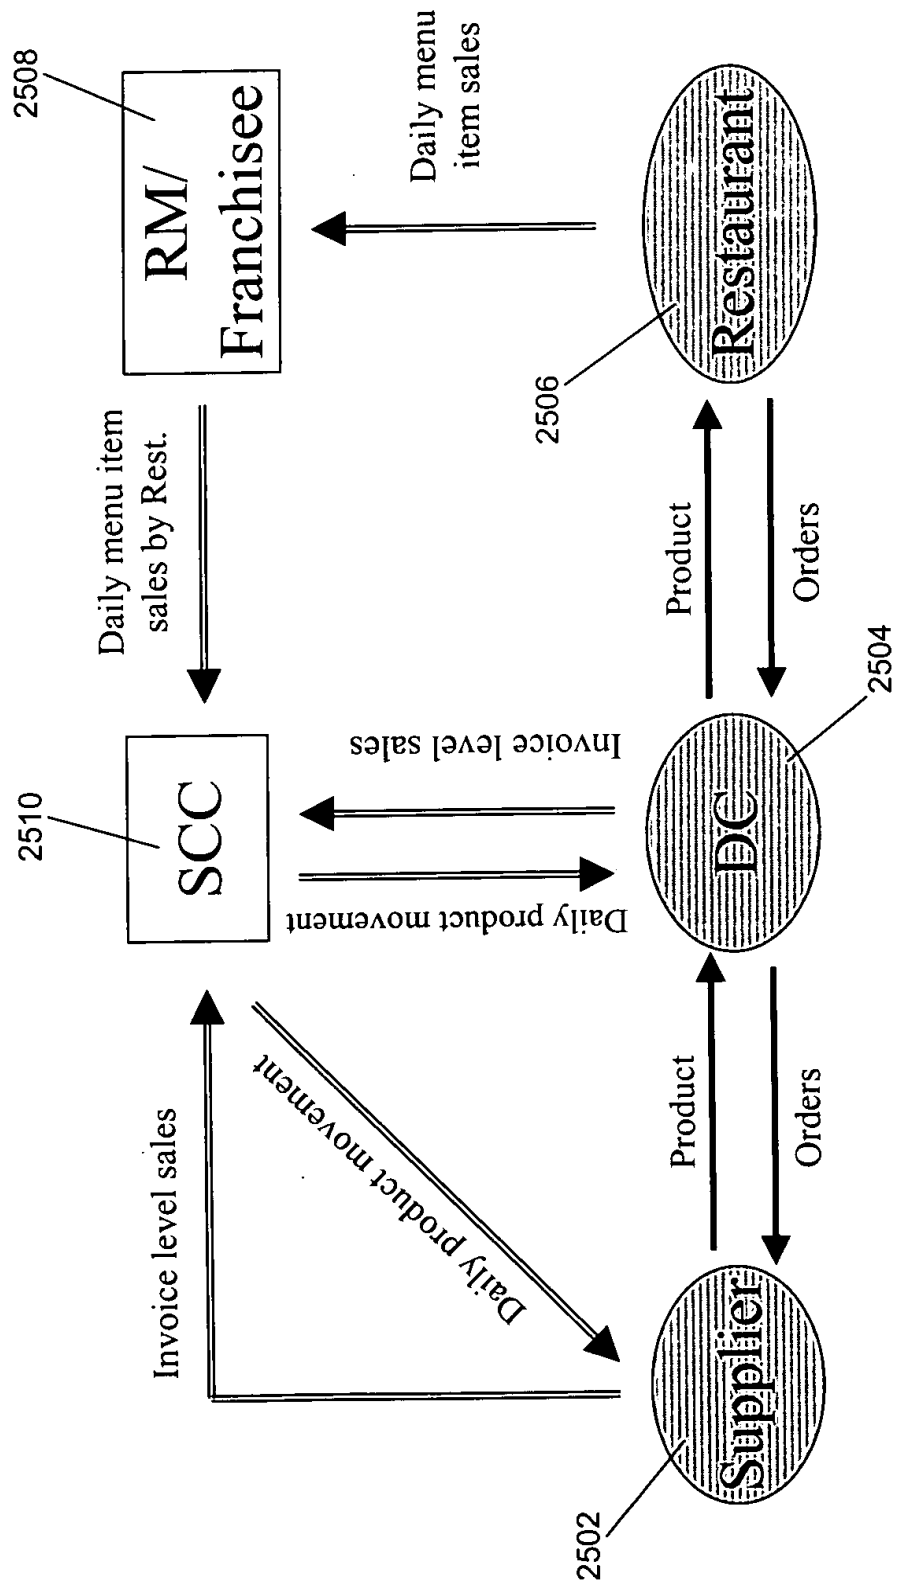 2510
2508
SCC
RM/
Franchisee
Daily menu item
sales by Rest.
Invoice level sales
Daily product movement
Daily product movement
Invoice level sales
Daily menu
item sales
2502
Supplier
Product
Orders
DC
2504
Product
Orders
2506
Restaurant